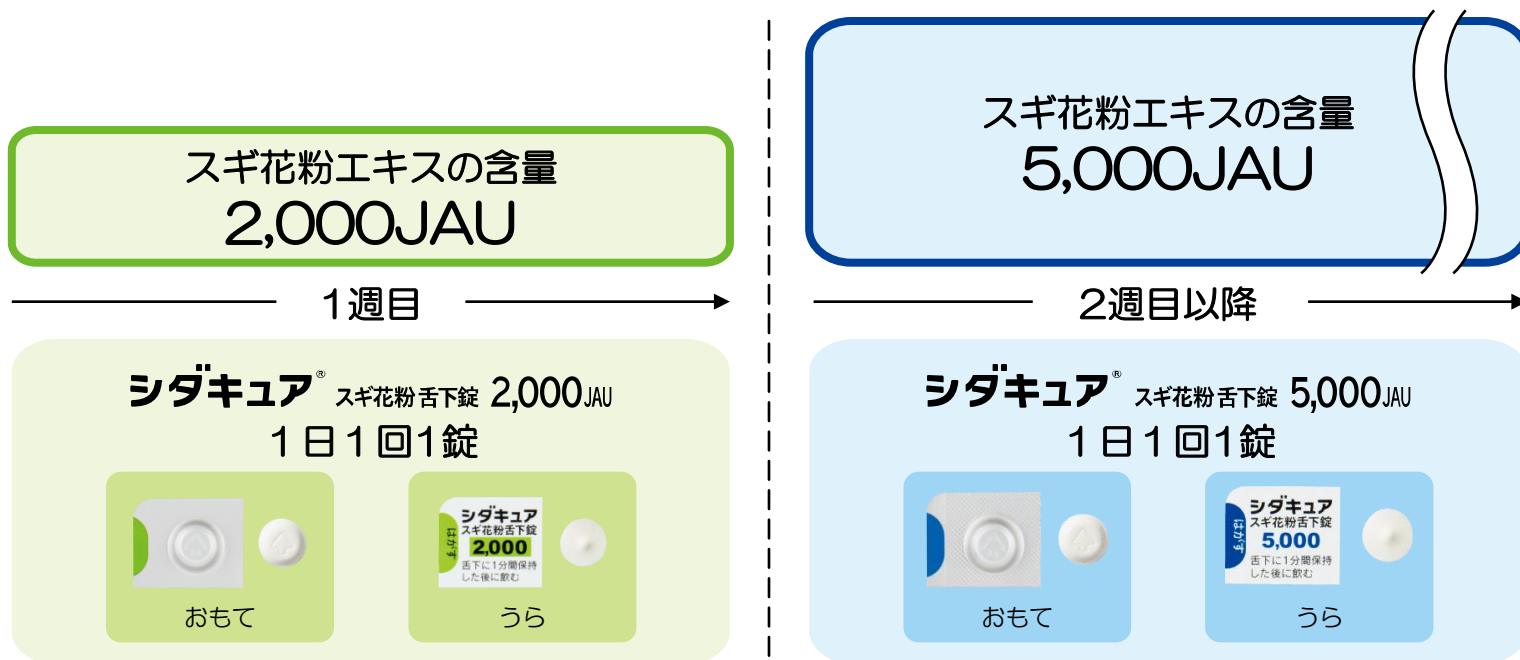 スギ花粉エキスの含量
2,000JAU
1週目
シダキュア® スギ花粉舌下錠 2,000JAU
1日1回1錠
おもて
はがす
シダキュア
スギ花粉舌下錠
2,000
舌下に1分間保持
した後に飲む
うら
スギ花粉エキスの含量
5,000JAU
2週目以降
シダキュア® スギ花粉舌下錠 5,000JAU
1日1回1錠
おもて
はがす
シダキュア
スギ花粉舌下錠
5,000
舌下に1分間保持
した後に飲む
うら